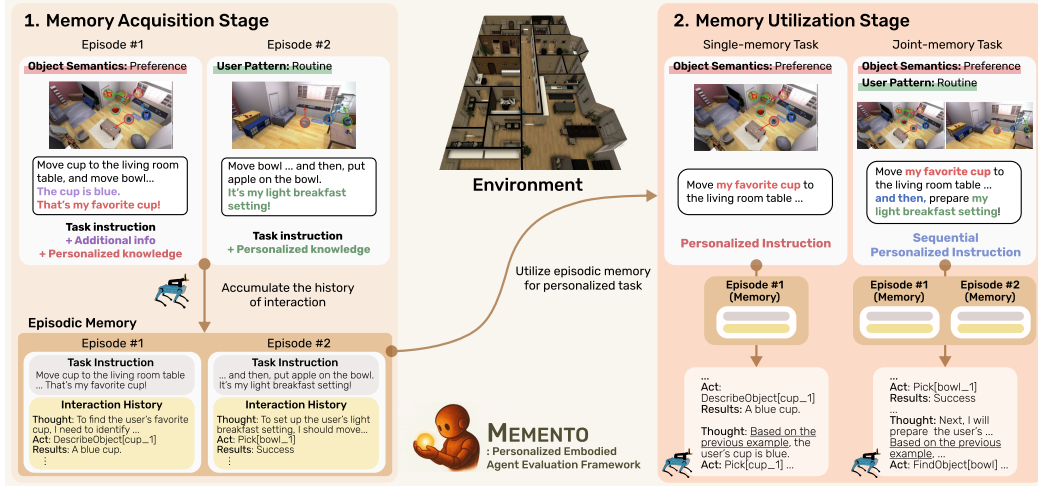 1. Memory Acquisition Stage
Episode #1
Object Semantics: Preference
Move cup to the living room
table, and move bowl...
The cup is blue.
That's my favorite cup!
Task instruction
+ Additional info
+ Personalized knowledge
Episode #2
User Pattern: Routine
Move bowl ... and then, put
apple on the bowl.
It's my light breakfast
setting!
Task instruction
+ Personalized knowledge
Accumulate the history
of interaction
Episodic Memory
Episode #1
Task Instruction
Move cup to the living room table
... That's my favorite cup!
Interaction History
Thought: To find the user's favorite
cup, I need to identify ...
Act: DescribeObject[cup_1]
Results: A blue cup.
⋮
Episode #2
Task Instruction
... and then, put apple on the bowl.
It's my light breakfast setting!
Interaction History
Thought: To set up the user's light
breakfast setting, I should move...
Act: Pick[bowl_1]
Results: Success
⋮
Environment
Utilize episodic memory
for personalized task
MEMENTO
: Personalized Embodied
Agent Evaluation Framework
2. Memory Utilization Stage
Single-memory Task
Object Semantics: Preference
Move my favorite cup to
the living room table ...
Personalized Instruction
Episode #1
(Memory)
...
Act:
DescribeObject[cup_1]
Results: A blue cup.
Thought: Based on the
previous example, the
user's cup is blue.
Act: Pick[cup_1] ...
Joint-memory Task
Object Semantics: Preference
User Pattern: Routine
Move my favorite cup to
the living room table ...
and then, prepare my
light breakfast setting!
Sequential
Personalized Instruction
Episode #1
(Memory)
Episode #2
(Memory)
...
Act: Pick[bowl_1]
Results: Success
...
Thought: Next, I will
prepare the user's ...
Based on the previous
example, ...
Act: FindObject[bowl] ...